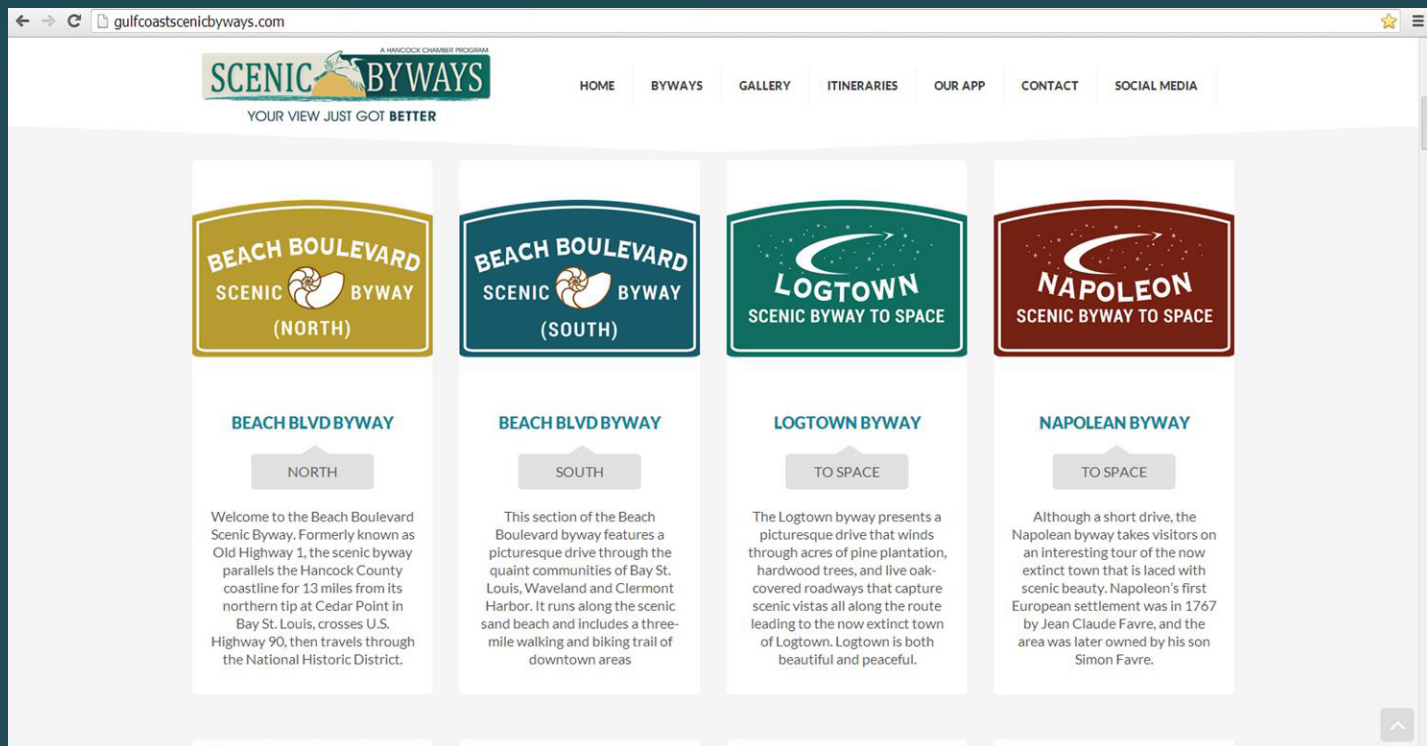 gulfcoastscenicbyways.com
A HANCOCK CHAMBER PROGRAM
SCENIC BYWAYS
YOUR VIEW JUST GOT BETTER
HOME
BYWAYS
GALLERY
ITINERARIES
OUR APP
CONTACT
SOCIAL MEDIA
BEACH BOULEVARD
SCENIC BYWAY
(NORTH)
BEACH BLVD BYWAY
NORTH
Welcome to the Beach Boulevard
Scenic Byway. Formerly known as
Old Highway 1, the scenic byway
parallels the Hancock County
coastline for 13 miles from its
northern tip at Cedar Point in
Bay St. Louis, crosses U.S.
Highway 90, then travels through
the National Historic District.
BEACH BOULEVARD
SCENIC BYWAY
(SOUTH)
BEACH BLVD BYWAY
SOUTH
This section of the Beach
Boulevard byway features a
picturesque drive through the
quaint communities of Bay St.
Louis, Waveland and Clermont
Harbor. It runs along the scenic
sand beach and includes a three-
mile walking and biking trail of
downtown areas
LOGTOWN
SCENIC BYWAY TO SPACE
LOGTOWN BYWAY
TO SPACE
The Logtown byway presents a
picturesque drive that winds
through acres of pine plantation,
hardwood trees, and live oak-
covered roadways that capture
scenic vistas all along the route
leading to the now extinct town
of Logtown. Logtown is both
beautiful and peaceful.
NAPOLEON
SCENIC BYWAY TO SPACE
NAPOLEAN BYWAY
TO SPACE
Although a short drive, the
Napolean byway takes visitors on
an interesting tour of the now
extinct town that is laced with
scenic beauty. Napoleon's first
European settlement was in 1767
by Jean Claude Favre, and the
area was later owned by his son
Simon Favre.